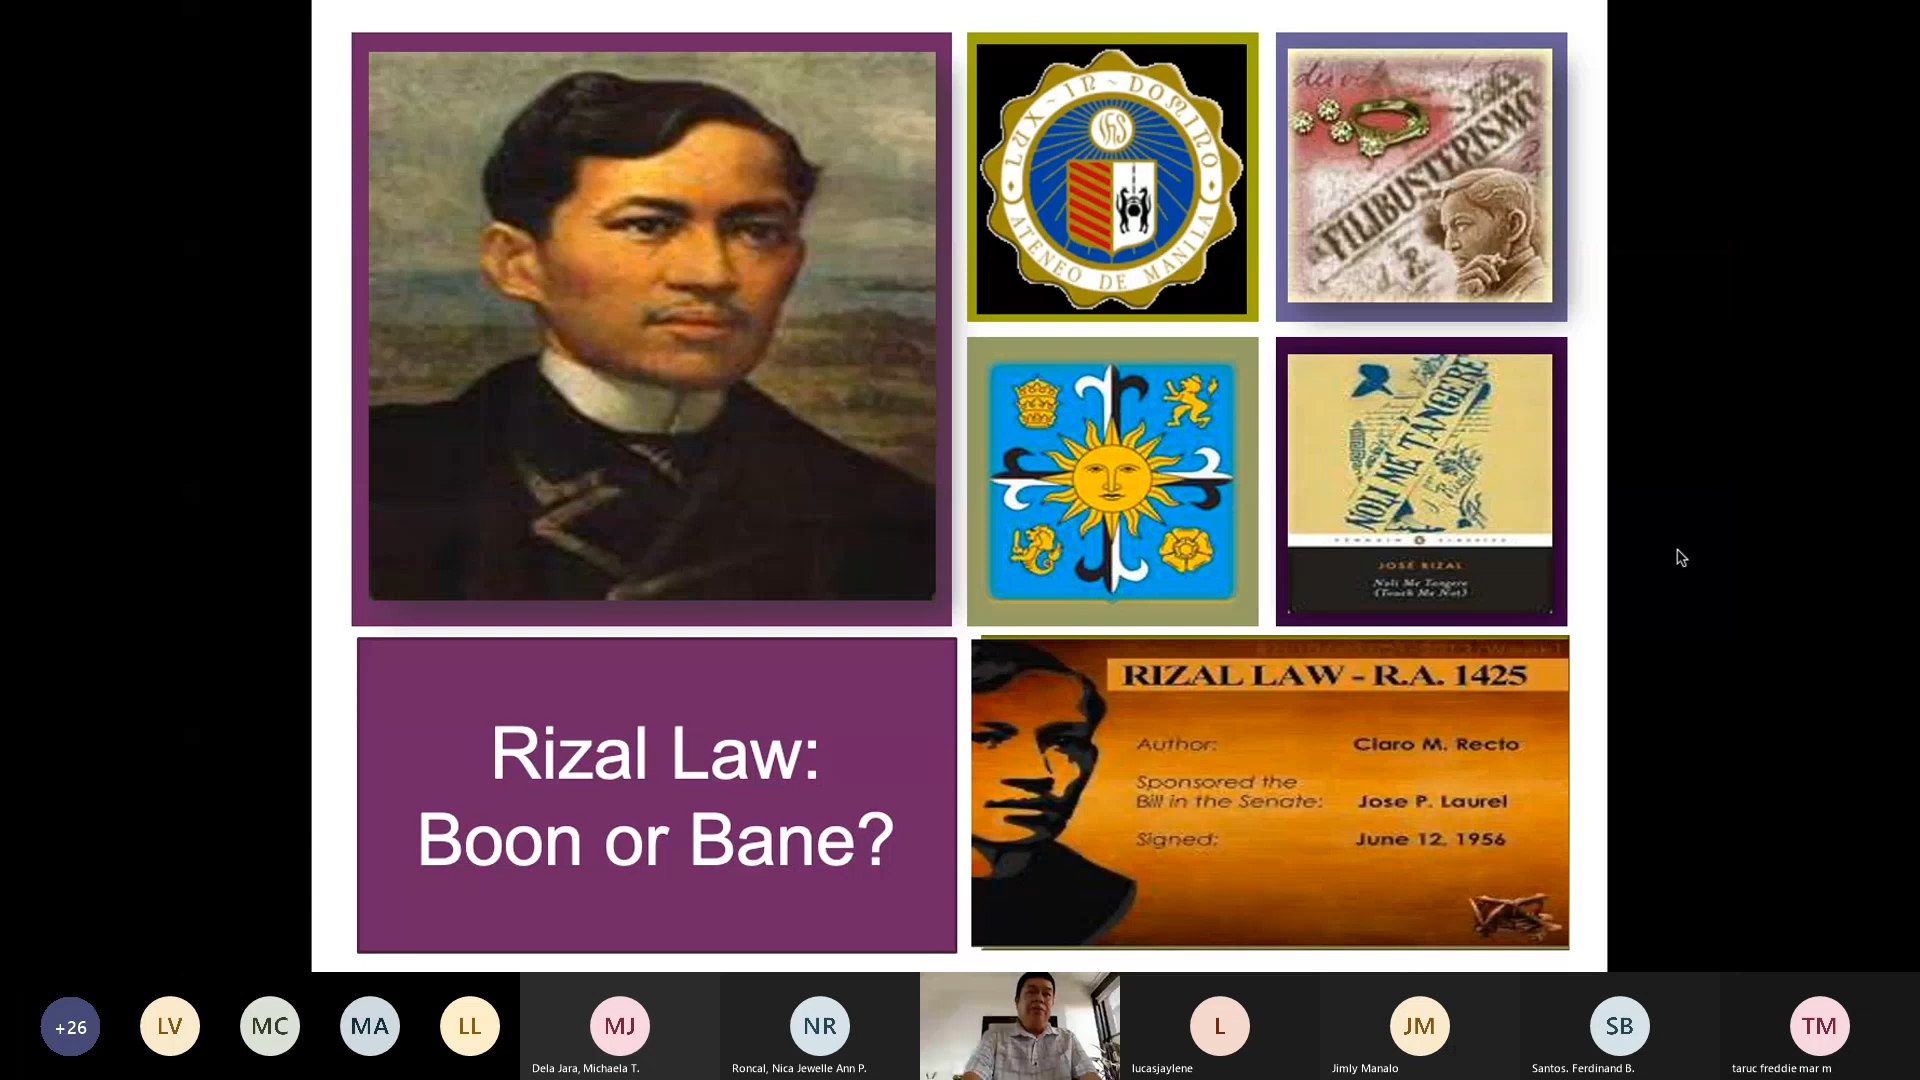 LUX-IN-DOMINO
ATENEO DE MANILA
FILIBUSTERISMO
NOLI ME TÁNGERE
PENGUIN CLASSICS
JOSÉ RIZAL
Noli Me Tangere
(Touch Me Not)
Rizal Law:
Boon or Bane?
RIZAL LAW - R.A. 1425
Author: Claro M. Recto
Sponsored the
Bill in the Senate: Jose P. Laurel
Signed: June 12, 1956
+26
LV
MC
MA
LL
MJ
Dela Jara, Michaela T.
NR
Roncal, Nica Jewelle Ann P.
L
lucasjaylene
JM
Jimly Manalo
SB
Santos. Ferdinand B.
TM
taruc freddie mar m